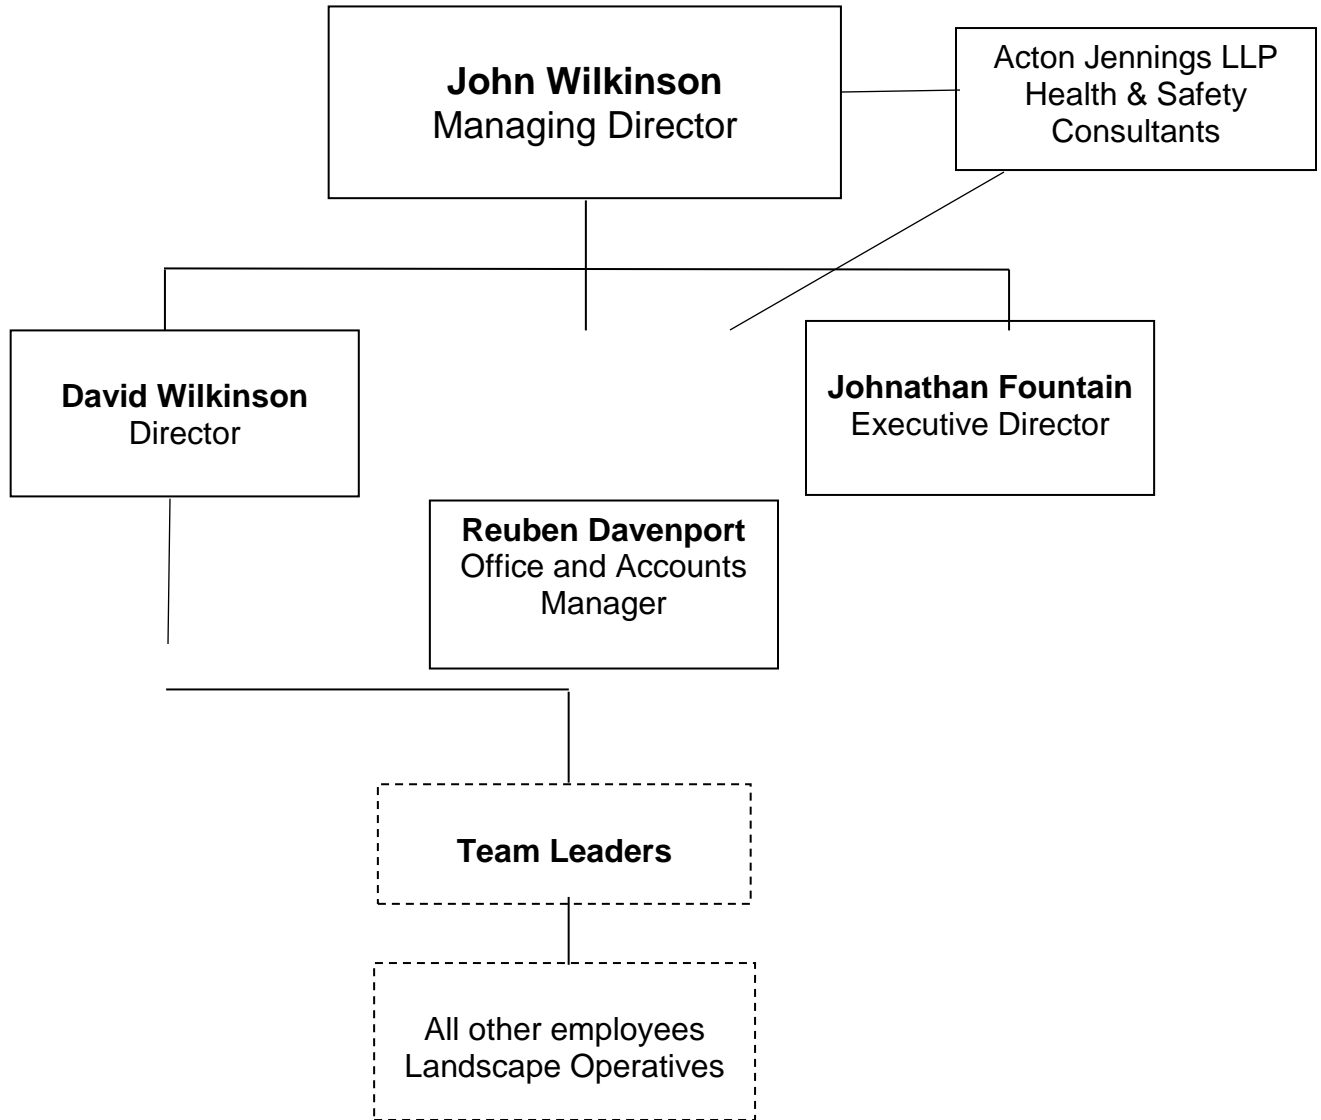 John Wilkinson
Managing Director
Acton Jennings LLP
Health & Safety
Consultants
David Wilkinson
Director
Johnathan Fountain
Executive Director
Reuben Davenport
Office and Accounts
Manager
Team Leaders
All other employees
Landscape Operatives